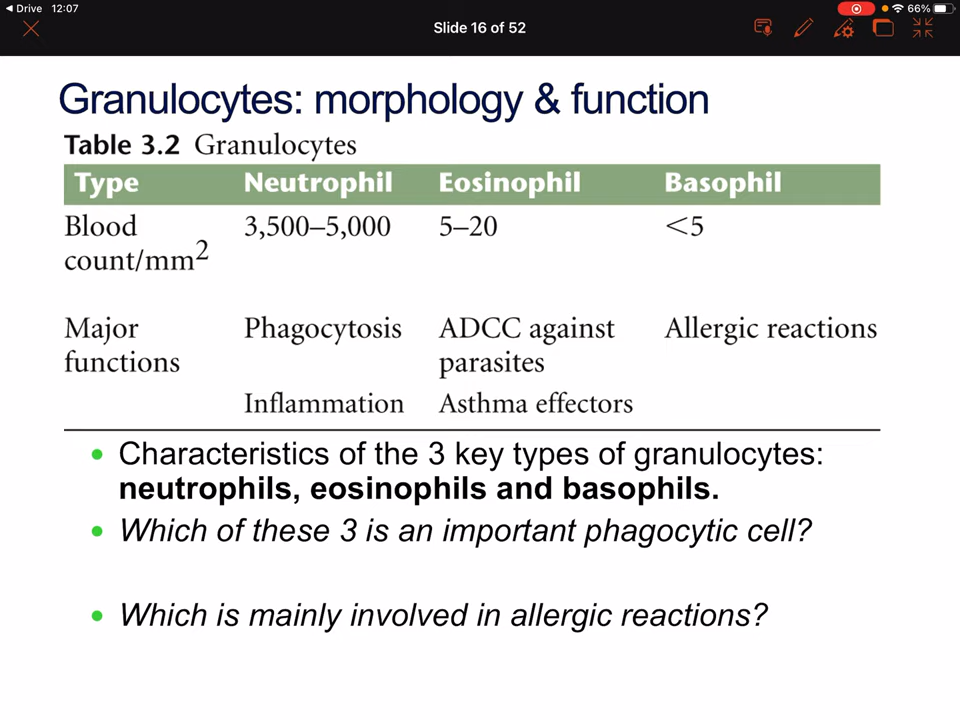 Drive 12:07
66%
Slide 16 of 52
Granulocytes: morphology & function
Table 3.2 Granulocytes
Type Neutrophil Eosinophil Basophil
Blood 3,500–5,000 5–20 <5
count/mm2
Major Phagocytosis ADCC against Allergic reactions
functions parasites
Inflammation Asthma effectors
• Characteristics of the 3 key types of granulocytes:
neutrophils, eosinophils and basophils.
• Which of these 3 is an important phagocytic cell?
• Which is mainly involved in allergic reactions?